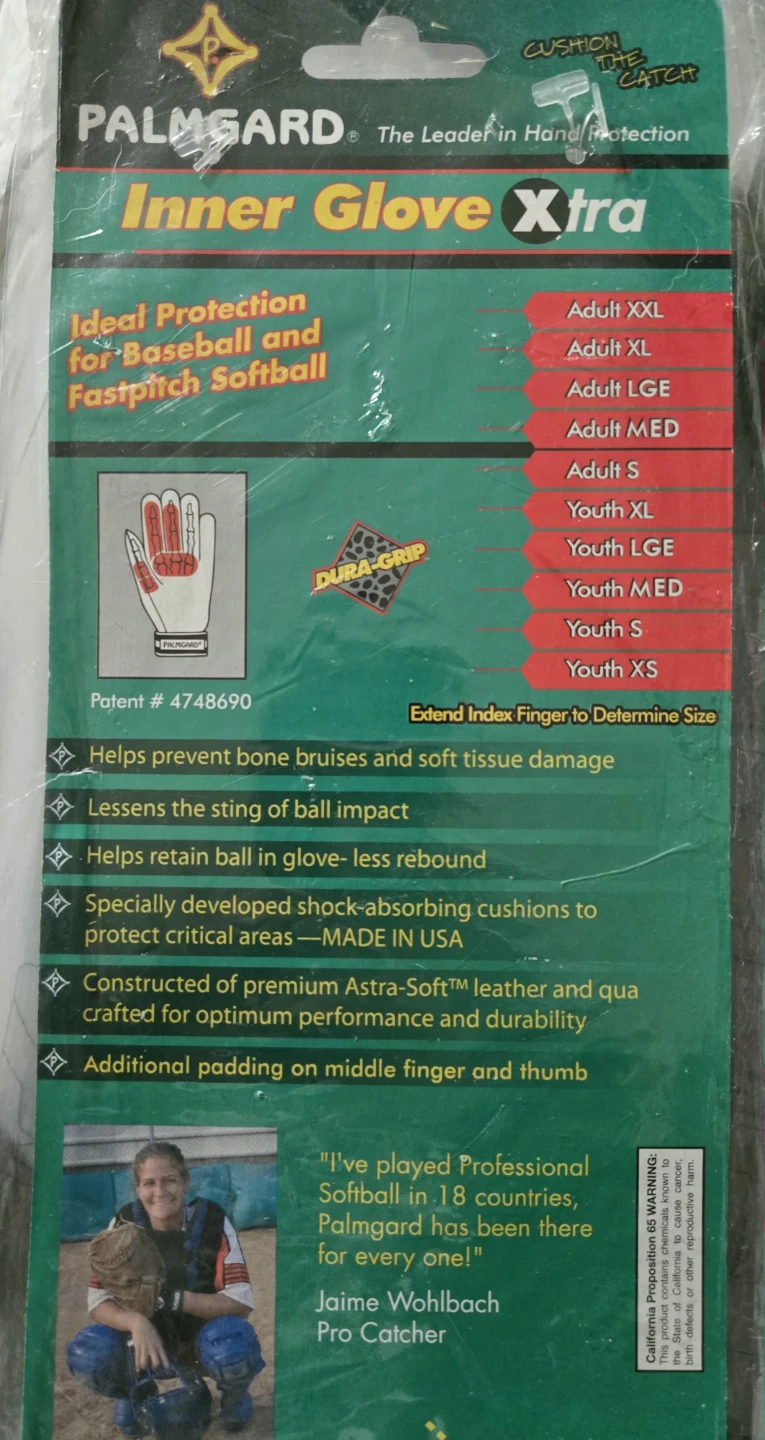 P.
CUSHION
THE
CATCH
PALMGARD® The Leader in Hand Protection
Inner Glove Xtra
Ideal Protection
for Baseball and
Fastpitch Softball
Adult XXL
Adult XL
Adult LGE
Adult MED
Adult S
Youth XL
Youth LGE
Youth MED
Youth S
Youth XS
PALMGARD®
DURA-GRIP™
Patent # 4748690
Extend Index Finger to Determine Size
Helps prevent bone bruises and soft tissue damage
Lessens the sting of ball impact
Helps retain ball in glove- less rebound
Specially developed shock-absorbing cushions to
protect critical areas —MADE IN USA
Constructed of premium Astra-Soft™ leather and qua
crafted for optimum performance and durability
Additional padding on middle finger and thumb
"I've played Professional
Softball in 18 countries,
Palmgard has been there
for every one!"
Jaime Wohlbach
Pro Catcher
California Proposition 65 WARNING:
This product contains chemicals known to
the State of California to cause cancer,
birth defects or other reproductive harm.